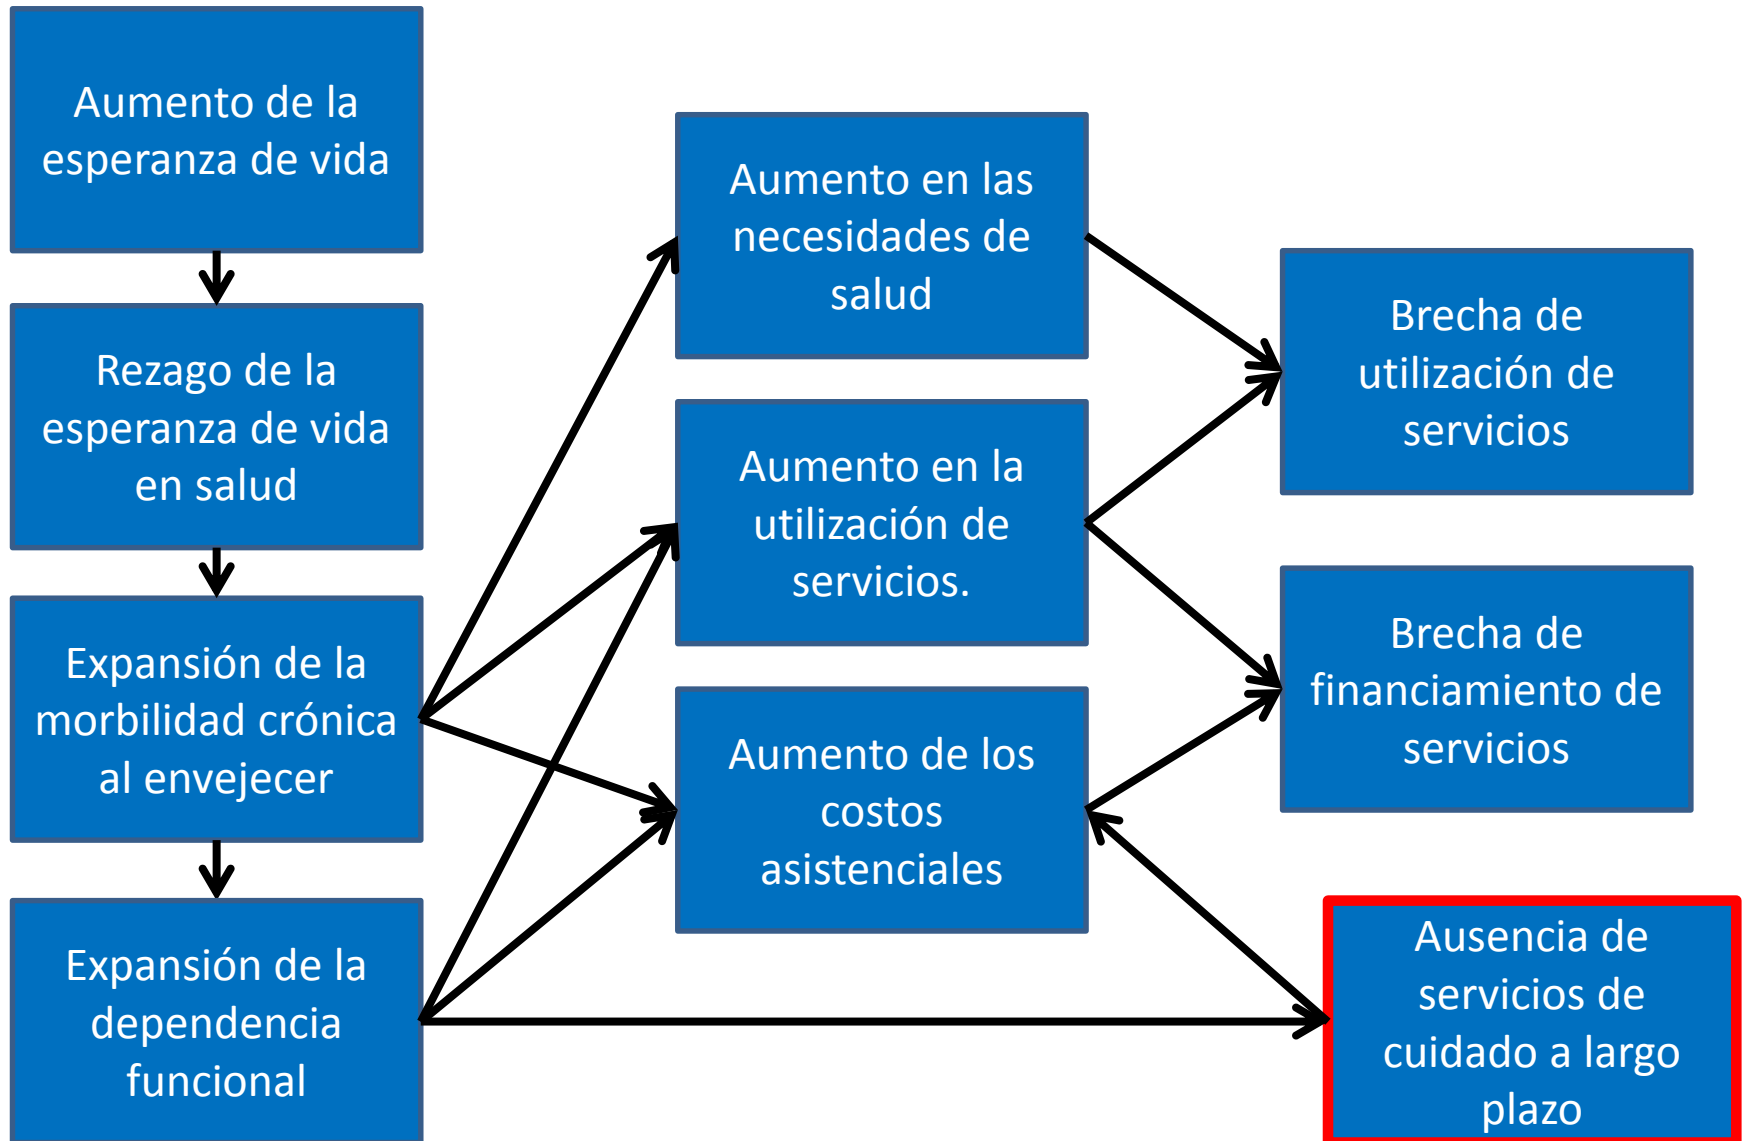 Aumento de la
esperanza de vida
Rezago de la
esperanza de vida
en salud
Expansión de la
morbilidad crónica
al envejecer
Expansión de la
dependencia
funcional
Aumento en las
necesidades de
salud
Aumento en la
utilización de
servicios.
Aumento de los
costos
asistenciales
Brecha de
utilización de
servicios
Brecha de
financiamiento de
servicios
Ausencia de
servicios de
cuidado a largo
plazo